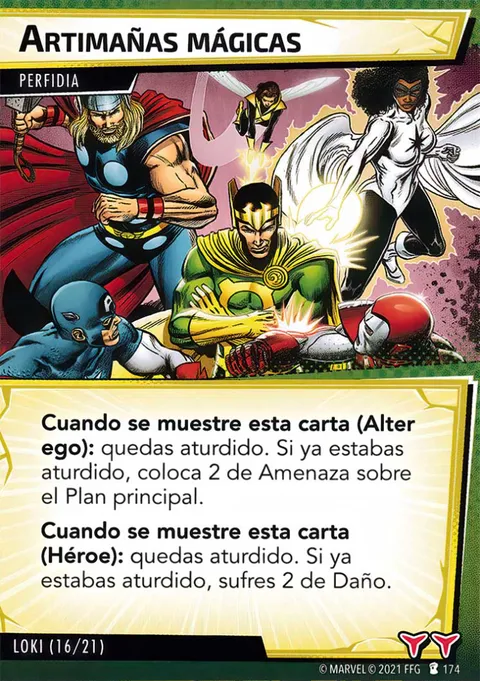 Artimañas mágicas
PERFIDIA
Cuando se muestre esta carta (Alter
ego): quedas aturdido. Si ya estabas
aturdido, coloca 2 de Amenaza sobre
el Plan principal.
Cuando se muestre esta carta
(Héroe): quedas aturdido. Si ya
estabas aturdido, sufres 2 de Daño.
LOKI (16/21)
© MARVEL © 2021 FFG 174